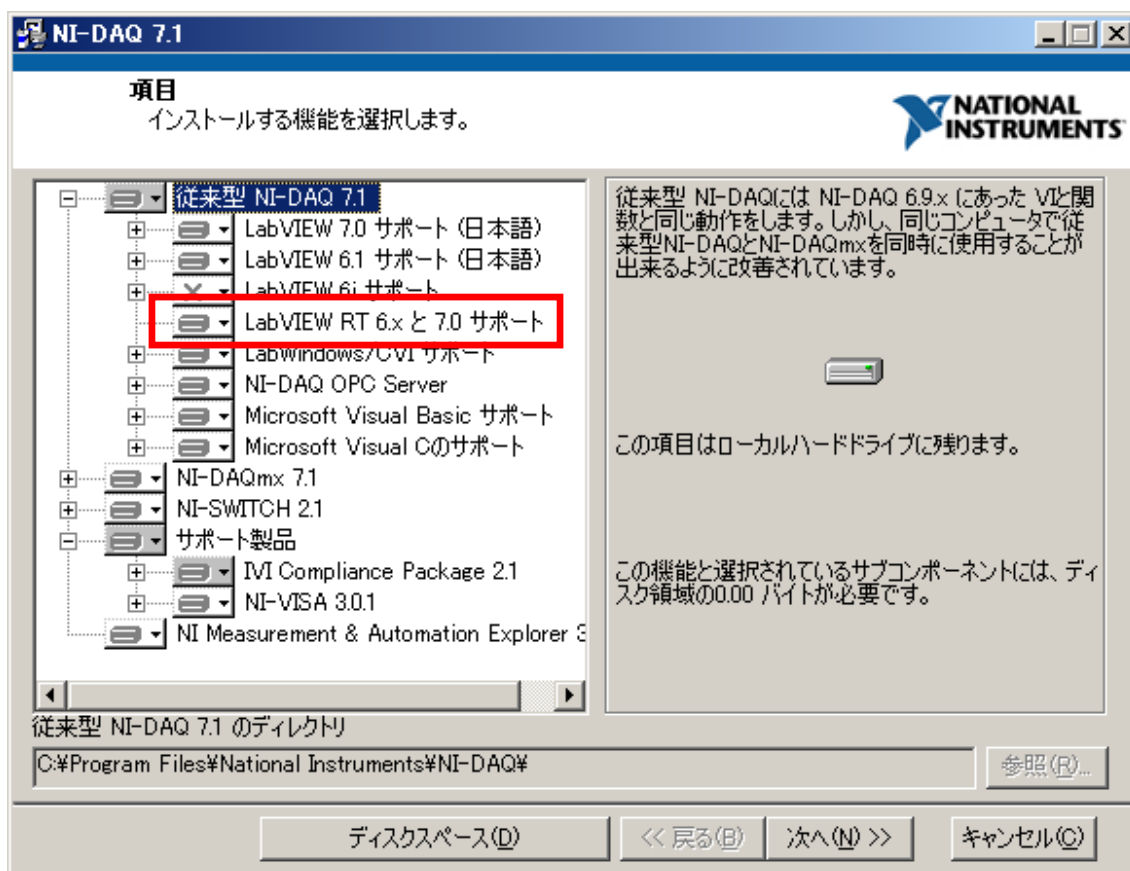 NI-DAQ 7.1
項目
インストールする機能を選択します。
NATIONAL
INSTRUMENTS
従来型 NI-DAQ 7.1
LabVIEW 7.0 サポート (日本語)
LabVIEW 6.1 サポート (日本語)
LabVIEW 6i サポート
LabVIEW RT 6.x と 7.0 サポート
LabWindows/CVI サポート
NI-DAQ OPC Server
Microsoft Visual Basic サポート
Microsoft Visual Cのサポート
NI-DAQmx 7.1
NI-SWITCH 2.1
サポート製品
IVI Compliance Package 2.1
NI-VISA 3.0.1
NI Measurement & Automation Explorer 3
従来型 NI-DAQには NI-DAQ 6.9.x にあった VIと関
数と同じ動作をします。しかし、同じコンピュータで従
来型NI-DAQとNI-DAQmxを同時に使用することが
出来るように改善されています。
この項目はローカルハードドライブに残ります。
この機能と選択されているサブコンポーネントには、ディ
スク領域の0.00 バイトが必要です。
従来型 NI-DAQ 7.1 のディレクトリ
C:¥Program Files¥National Instruments¥NI-DAQ¥
参照(R)...
ディスクスペース(D)
<< 戻る(B)
次へ(N) >>
キャンセル(C)